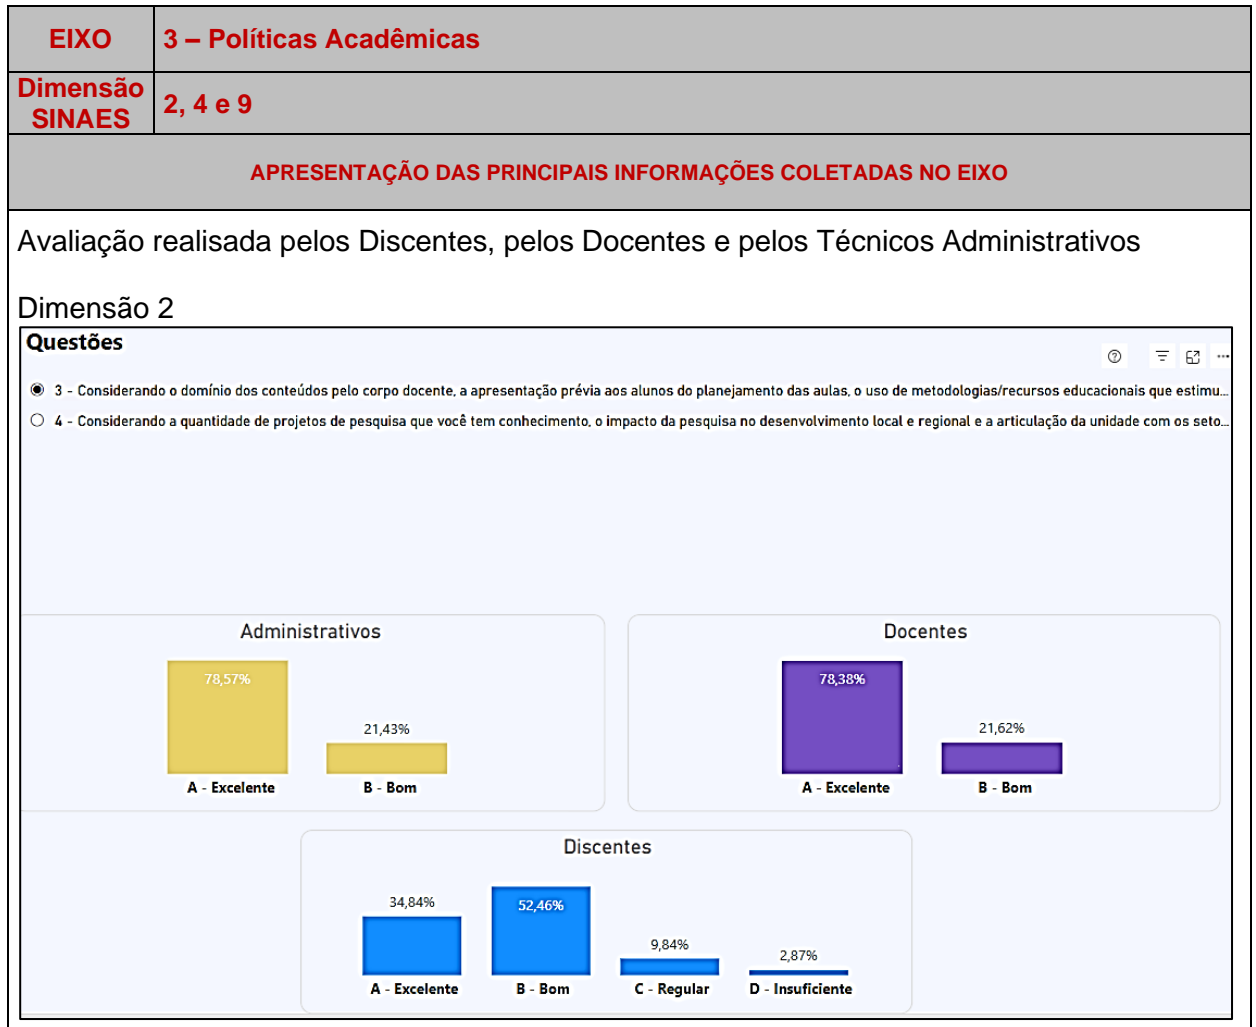 EIXO 3 – Políticas Acadêmicas
Dimensão SINAES 2, 4 e 9
APRESENTAÇÃO DAS PRINCIPAIS INFORMAÇÕES COLETADAS NO EIXO
Avaliação realisada pelos Discentes, pelos Docentes e pelos Técnicos Administrativos
Dimensão 2
Questões
3 - Considerando o domínio dos conteúdos pelo corpo docente, a apresentação prévia aos alunos do planejamento das aulas, o uso de metodologias/recursos educacionais que estimu...
4 - Considerando a quantidade de projetos de pesquisa que você tem conhecimento, o impacto da pesquisa no desenvolvimento local e regional e a articulação da unidade com os seto...
Administrativos
78,57%
21,43%
A - Excelente B - Bom
Docentes
78,38%
21,62%
A - Excelente B - Bom
Discentes
34,84%
52,46%
9,84%
2,87%
A - Excelente B - Bom C - Regular D - Insuficiente